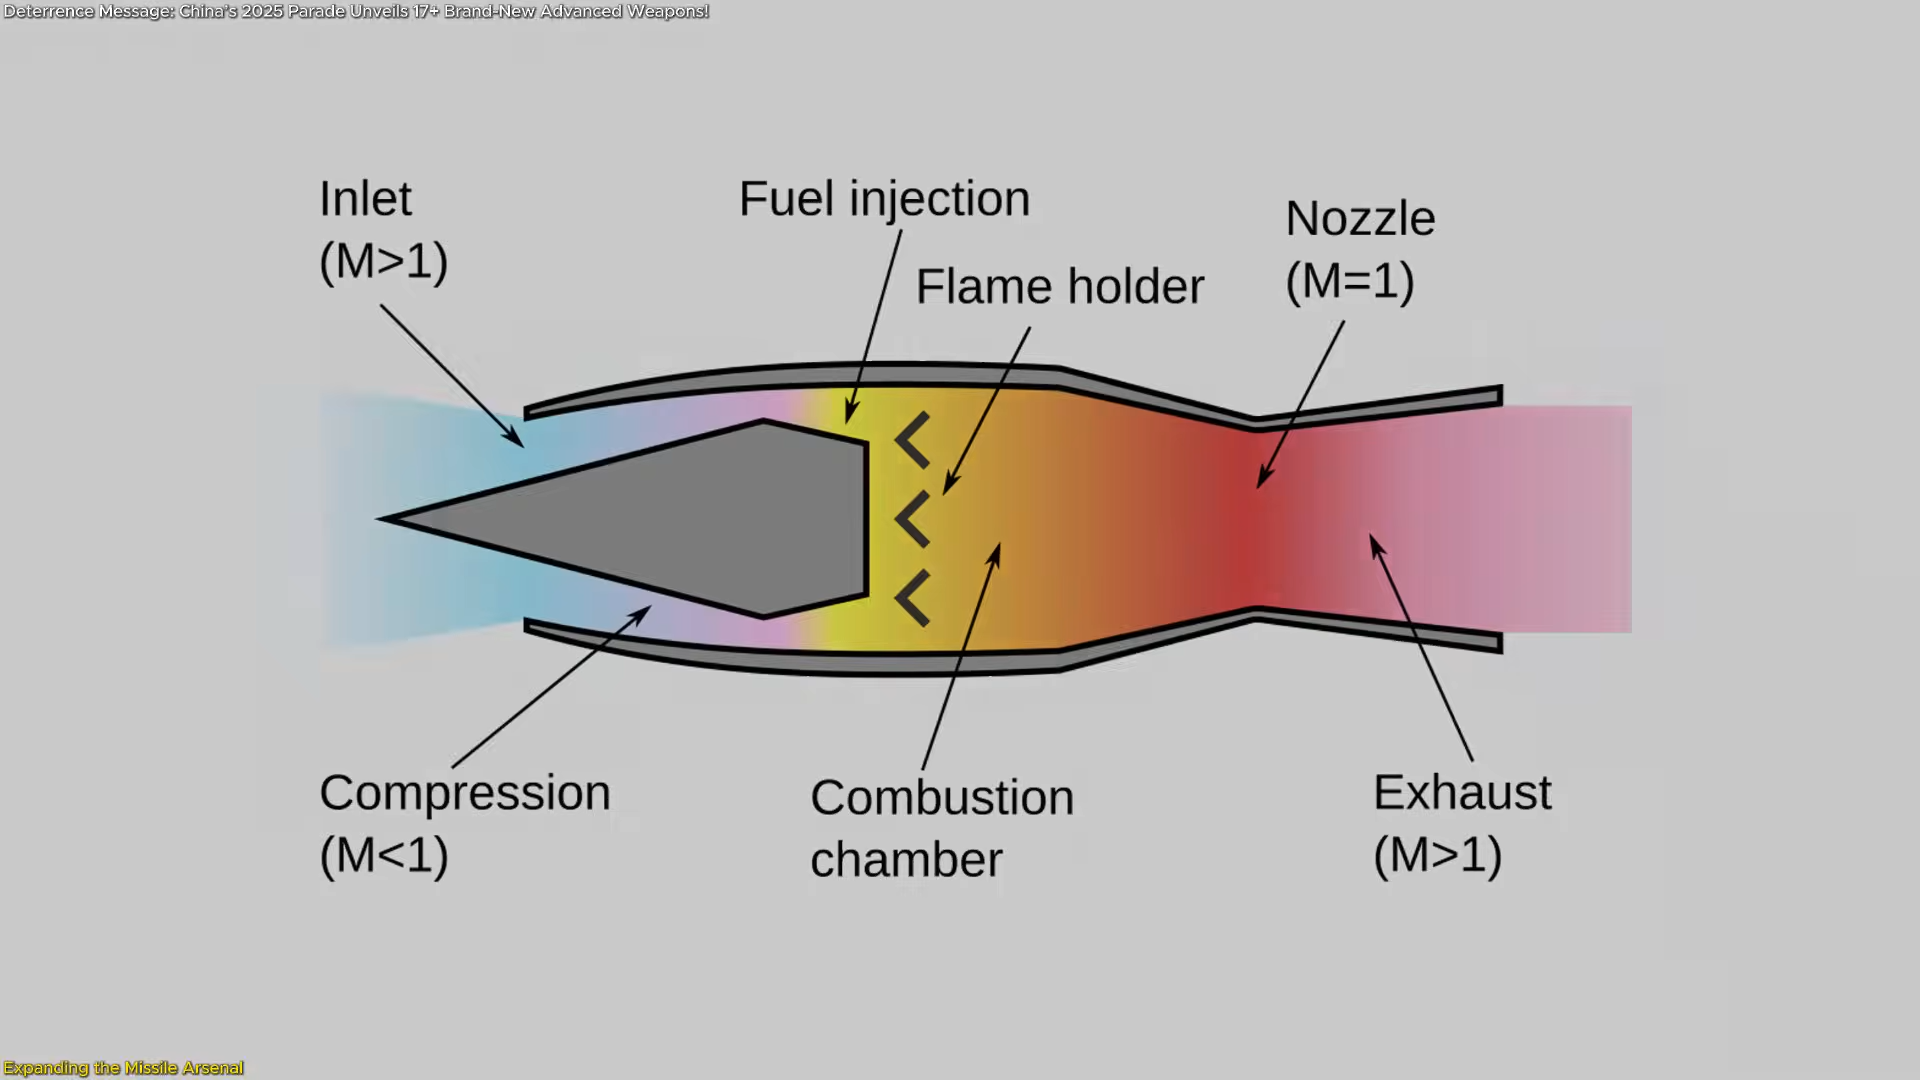 Deterrence Message: China's 2025 Parade Unveils 17+ Brand-New Advanced Weapons!
Inlet
(M>1)
Fuel injection
Flame holder
Nozzle
(M=1)
Compression
(M<1)
Combustion
chamber
Exhaust
(M>1)
Expanding the Missile Arsenal